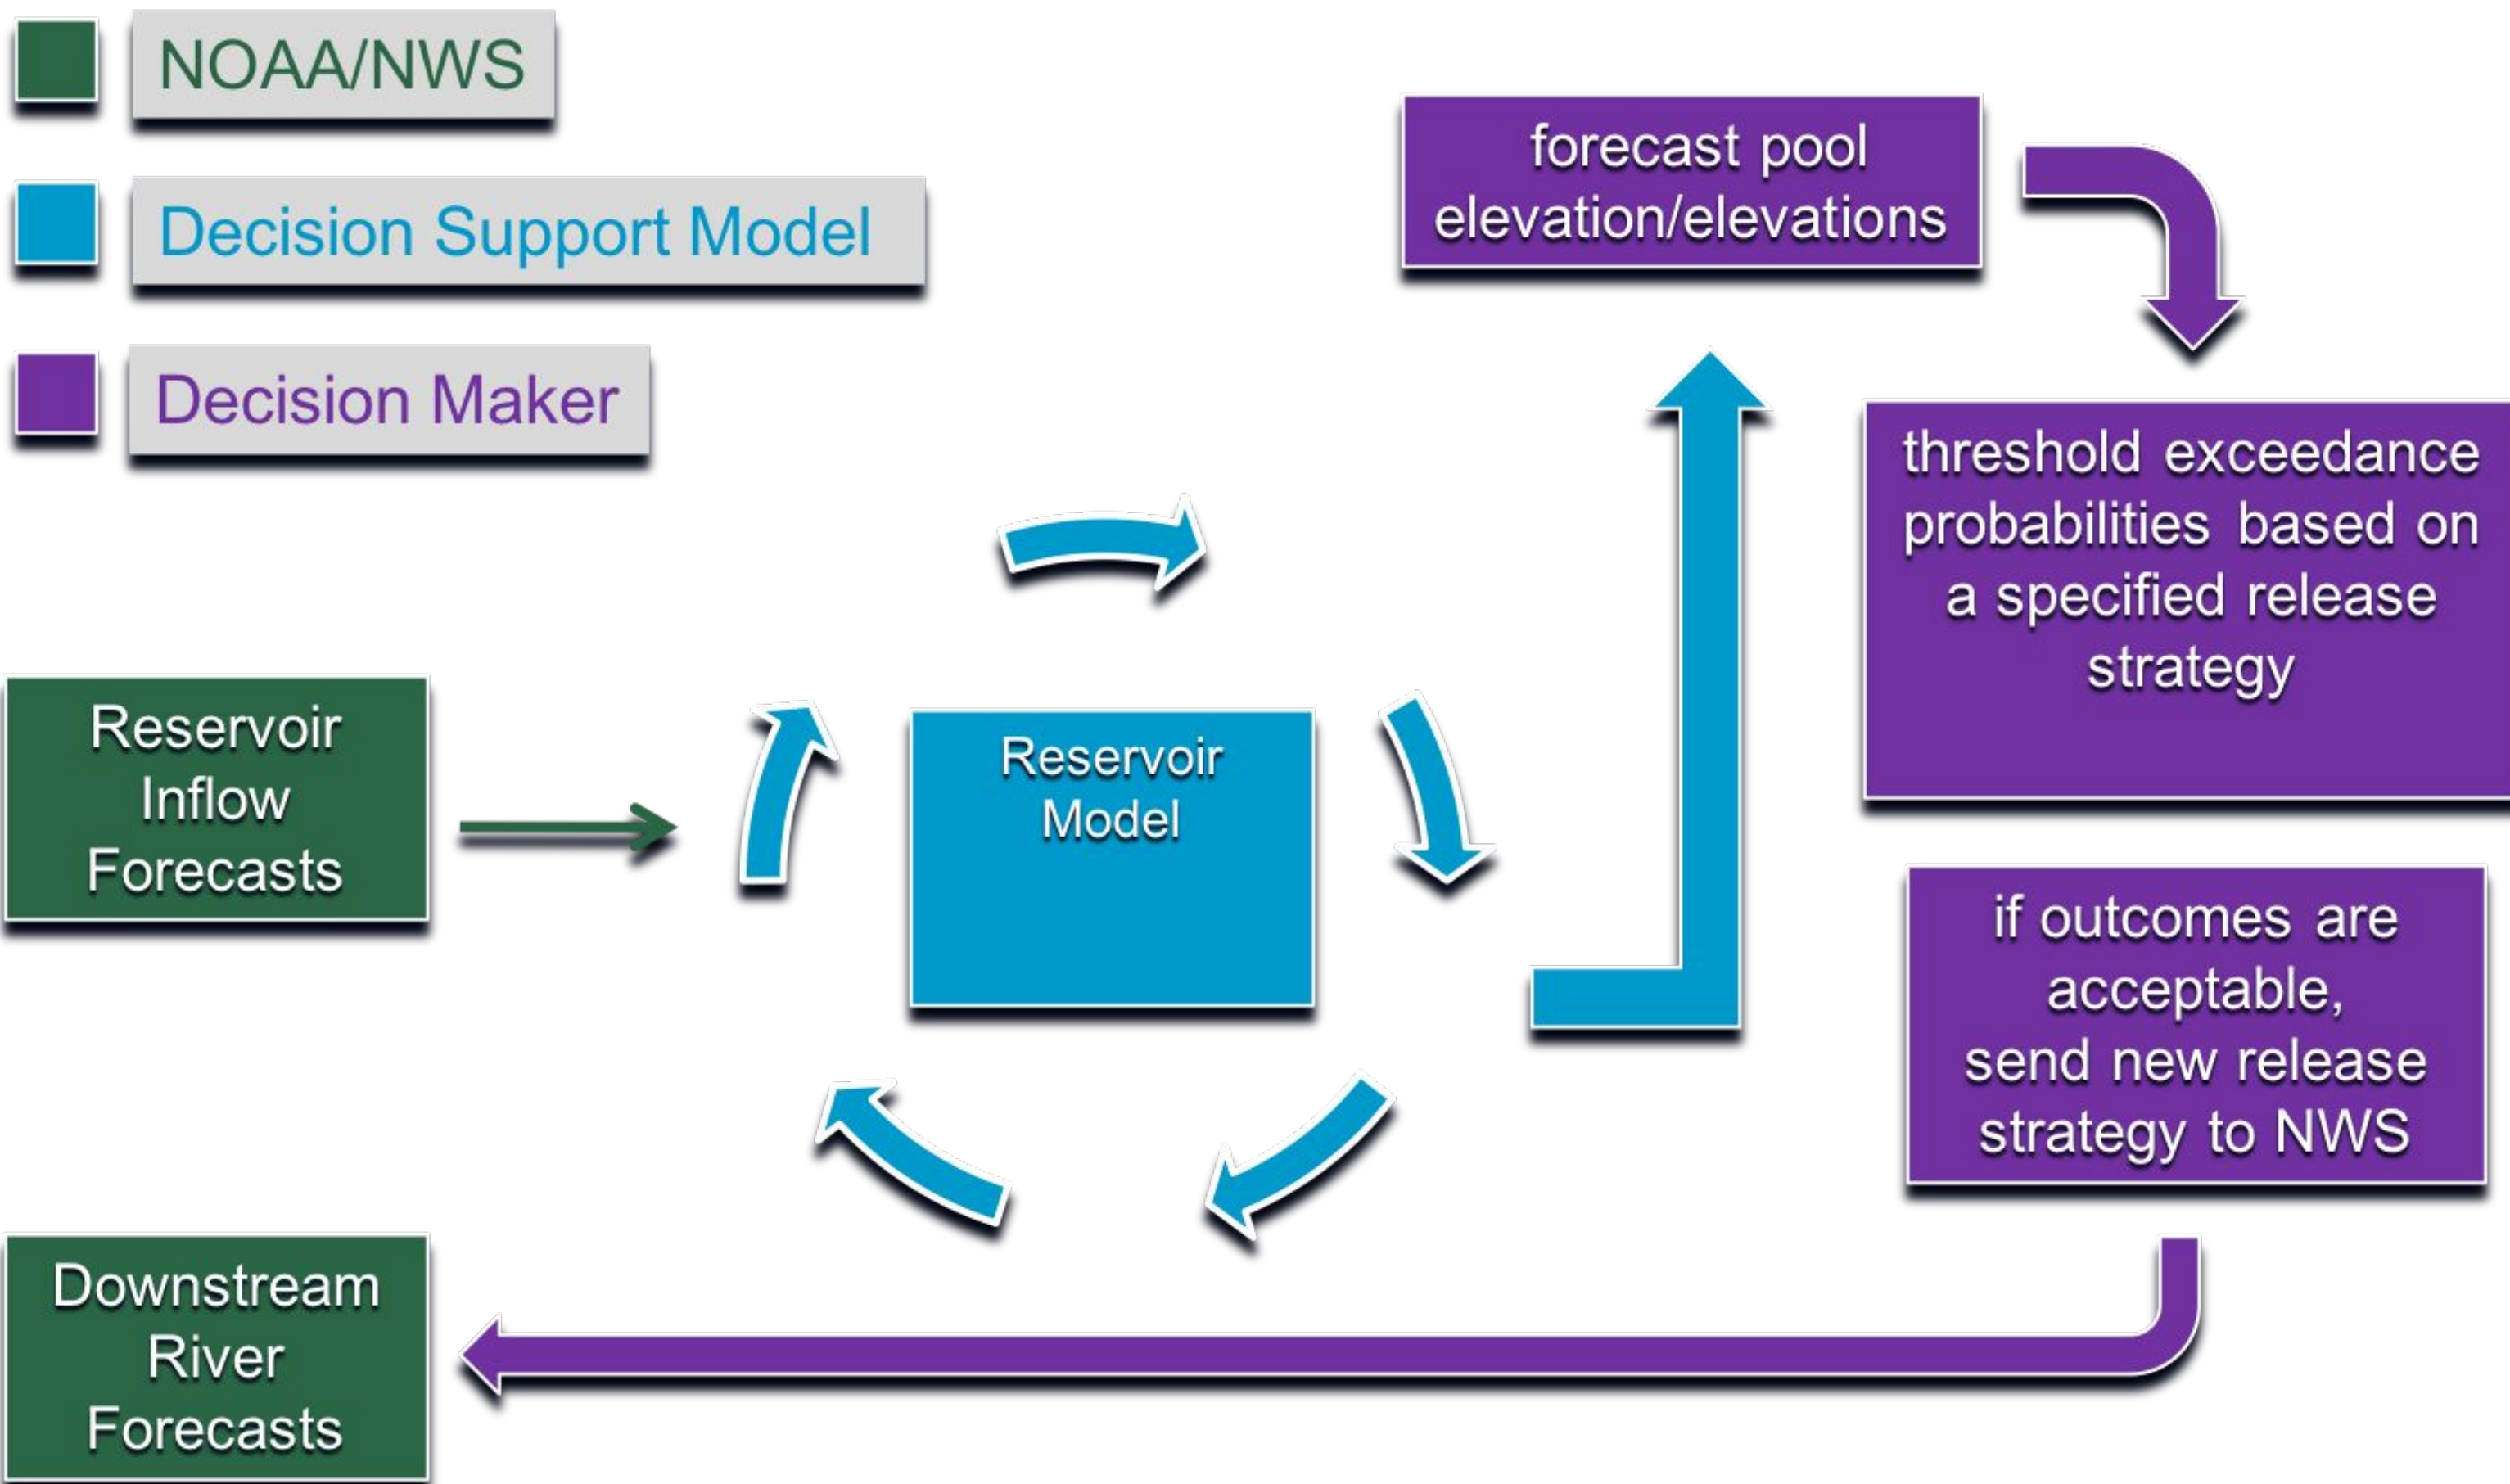 NOAA/NWS
Decision Support Model
Decision Maker
forecast pool
elevation/elevations
threshold exceedance
probabilities based on
a specified release
strategy
Reservoir
Inflow
Forecasts
Reservoir
Model
if outcomes are
acceptable,
send new release
strategy to NWS
Downstream
River
Forecasts